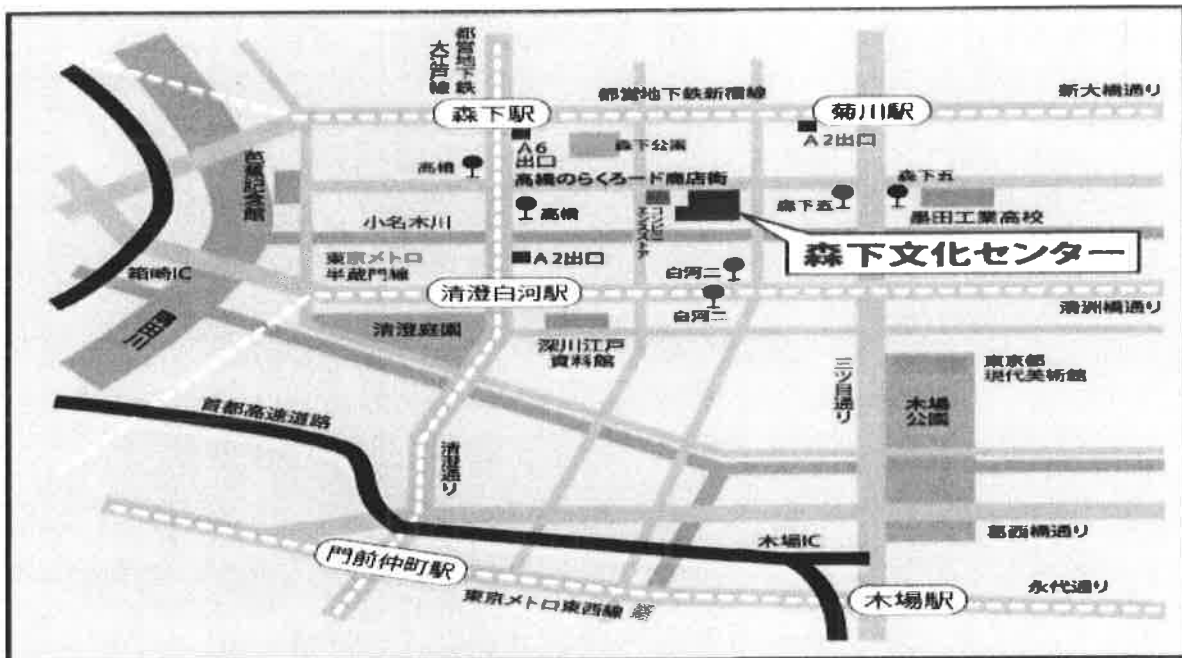 都営地下鉄
大江戸線
新大橋通り
都営地下鉄新宿線
森下駅
菊川駅
A6
出口
森下公園
A2出口
芭蕉記念館
高橋
高橋のらくろード商店街
森下五
森下五
墨田工業高校
高橋
コンビニ
エンスストア
小名木川
森下文化センター
東京メトロ
半蔵門線
A2出口
箱崎IC
白河二
清澄白河駅
白河二
清洲橋通り
隅田川
清澄庭園
深川江戸
資料館
三ツ目通り
東京都
現代美術館
木場
公園
首都高速道路
清澄通り
葛西橋通り
木場IC
門前仲町駅
東京メトロ東西線
木場駅
永代通り